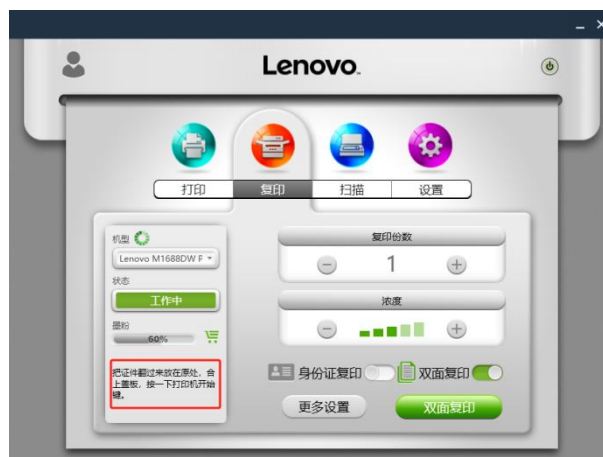 Lenovo.
打印
复印
扫描
设置
机型
Lenovo M1688DW F
状态
工作中
墨粉
60%
把证件翻过来放在原处，合
上盖板，按一下打印机开始
键。
复印份数
1
浓度
身份证复印
双面复印
更多设置
双面复印